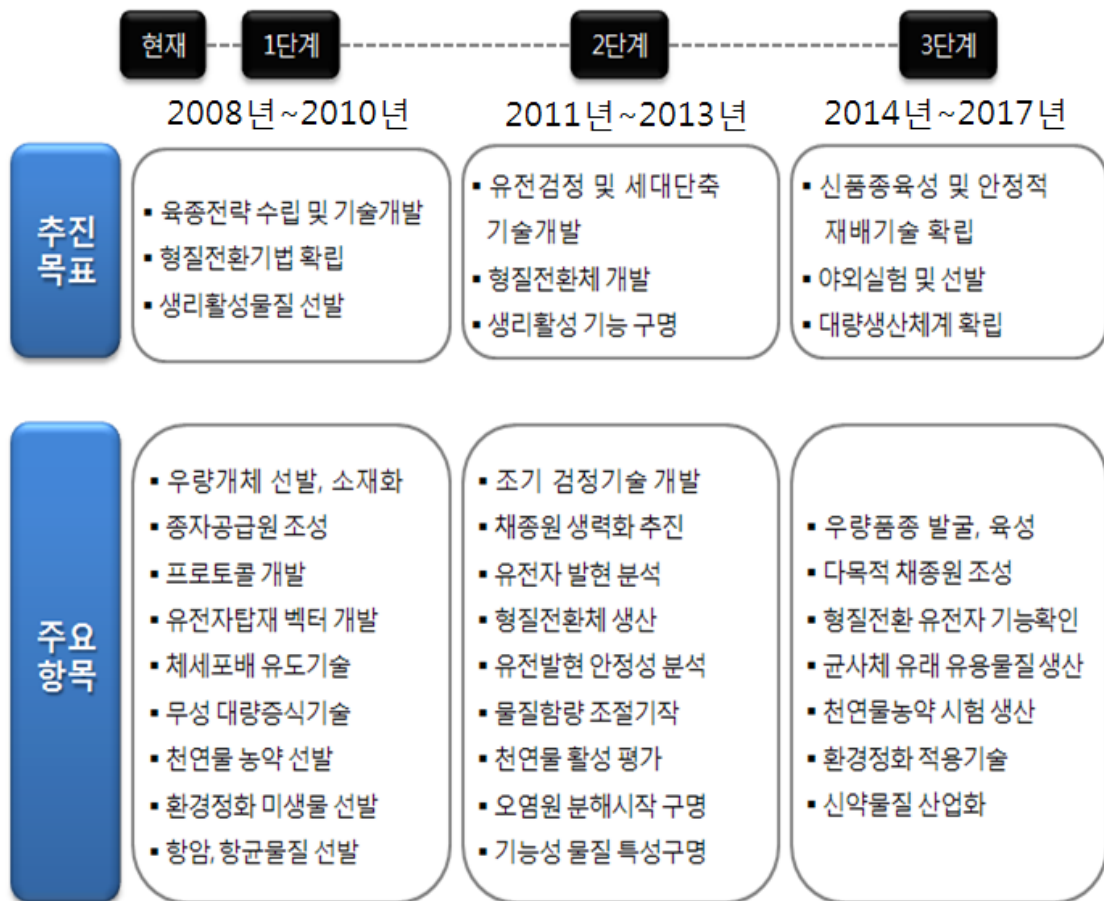 현재 1단계 2단계 3단계
2008년~2010년 2011년~2013년 2014년~2017년
추진
목표
▪ 육종전략 수립 및 기술개발
▪ 형질전환기법 확립
▪ 생리활성물질 선발
▪ 유전검정 및 세대단축
기술개발
▪ 형질전환체 개발
▪ 생리활성 기능 구명
▪ 신품종육성 및 안정적
재배기술 확립
▪ 야외실험 및 선발
▪ 대량생산체계 확립
주요
항목
▪ 우량개체 선발, 소재화
▪ 종자공급원 조성
▪ 프로토콜 개발
▪ 유전자탑재 벡터 개발
▪ 체세포배 유도기술
▪ 무성 대량증식기술
▪ 천연물 농약 선발
▪ 환경정화 미생물 선발
▪ 항암, 항균물질 선발
▪ 조기 검정기술 개발
▪ 채종원 생력화 추진
▪ 유전자 발현 분석
▪ 형질전환체 생산
▪ 유전발현 안정성 분석
▪ 물질함량 조절기작
▪ 천연물 활성 평가
▪ 오염원 분해시작 구명
▪ 기능성 물질 특성구명
▪ 우량품종 발굴, 육성
▪ 다목적 채종원 조성
▪ 형질전환 유전자 기능확인
▪ 균사체 유래 유용물질 생산
▪ 천연물농약 시험 생산
▪ 환경정화 적용기술
▪ 신약물질 산업화